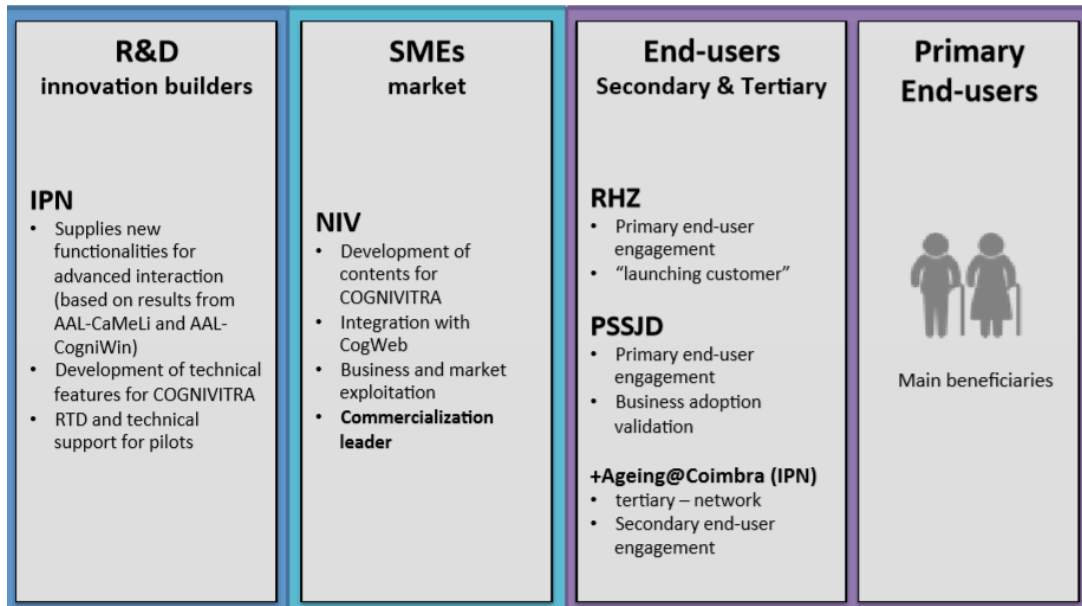 R&D
innovation builders
IPN
• Supplies new
functionalities for
advanced interaction
(based on results from
AAL-CaMeLi and AAL-
CogniWin)
• Development of technical
features for COGNIVITRA
• RTD and technical
support for pilots
SMEs
market
NIV
• Development of
contents for
COGNIVITRA
• Integration with
CogWeb
• Business and market
exploitation
• Commercialization
leader
End-users
Secondary & Tertiary
RHZ
• Primary end-user
engagement
• “launching customer”
PSSJD
• Primary end-user
engagement
• Business adoption
validation
+Ageing@Coimbra (IPN)
• tertiary – network
• Secondary end-user
engagement
Primary
End-users
Main beneficiaries